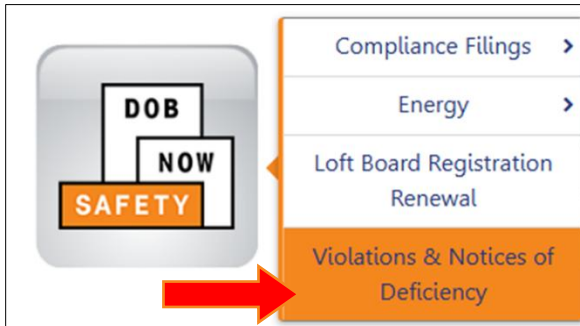 DOB
NOW
SAFETY
Compliance Filings
Energy
Loft Board Registration
Renewal
Violations & Notices of
Deficiency